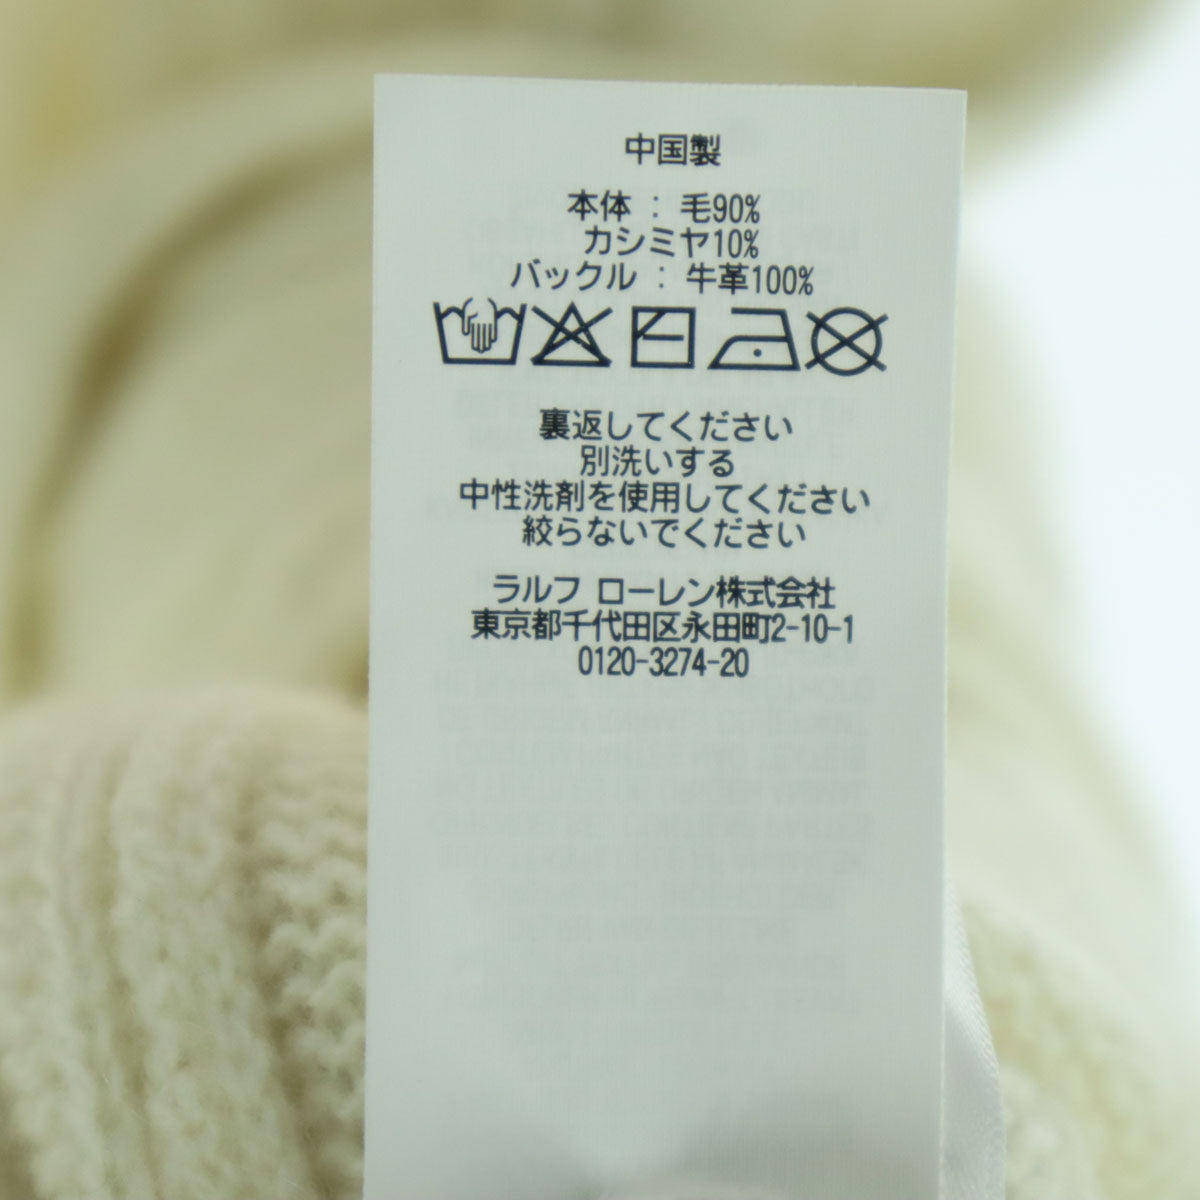 中国製
本体 : 毛90%
カシミヤ10%
バックル : 牛革100%
裏返してください
別洗いする
中性洗剤を使用してください
絞らないでください
ラルフ ローレン株式会社
東京都千代田区永田町2-10-1
0120-3274-20